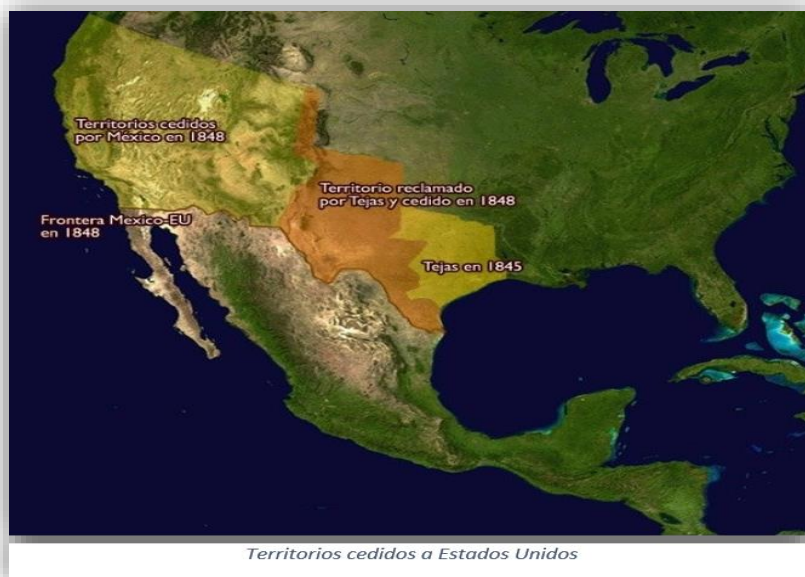 Territorios cedidos
por México en 1848
Territorio reclamado
por Tejas y cedido en 1848
Frontera Mexico-EU
en 1848
Tejas en 1845
Territorios cedidos a Estados Unidos